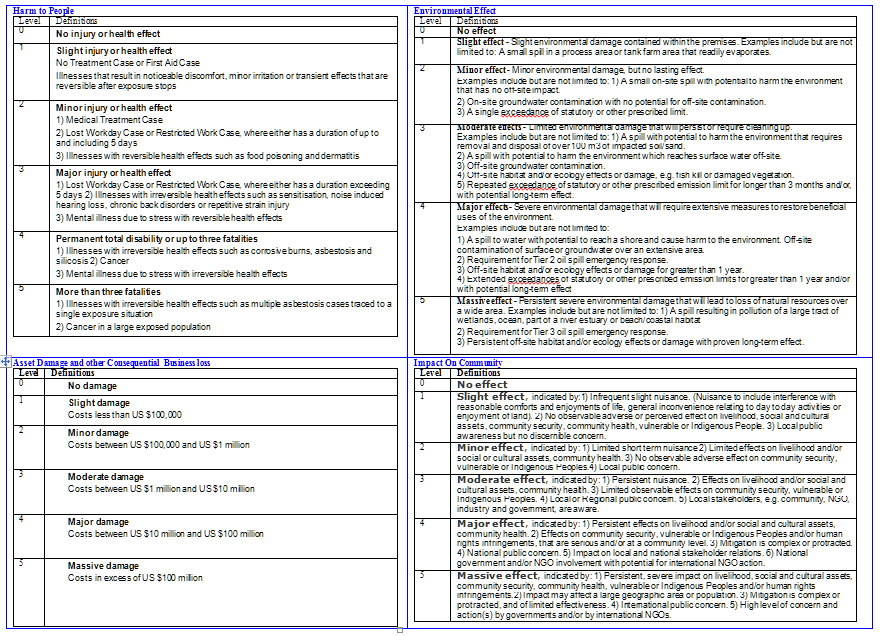 Harm to People
Level Definitions
0 No injury or health effect
1 Slight injury or health effect
No Treatment Case or First Aid Case
Illnesses that result in noticeable discomfort, minor irritation or transient effects that are
reversible after exposure stops
2 Minor injury or health effect
1) Medical Treatment Case
2) Lost Workday Case or Restricted Work Case, where either has a duration of up to
and including 5 days
3) Illnesses with reversible health effects such as food poisoning and dermatitis
3 Major injury or health effect
1) Lost Workday Case or Restricted Work Case, where either has a duration exceeding
5 days 2) Illnesses with irreversible health effects such as sensitisation, noise induced
hearing loss, chronic back disorders or repetitive strain injury
3) Mental illness due to stress with reversible health effects
4 Permanent total disability or up to three fatalities
1) Illnesses with irreversible health effects such as corrosive burns, asbestosis and
silicosis 2) Cancer
3) Mental illness due to stress with irreversible health effects
5 More than three fatalities
1) Illnesses with irreversible health effects such as multiple asbestosis cases traced to a
single exposure situation
2) Cancer in a large exposed population
Environmental Effect
Level Definitions
0 No effect
1 Slight effect - Slight environmental damage contained within the premises. Examples include but are not
limited to: A small spill in a process area or tank farm area that readily evaporates.
2 Minor effect - Minor environmental damage, but no lasting effect.
Examples include but are not limited to: 1) A small on-site spill with potential to harm the environment
that has no off-site impact.
2) On-site groundwater contamination with no potential for off-site contamination.
3) A single exceedance of statutory or other prescribed limit.
3 Moderate effects - Limited environmental damage that will persist or require cleaning up.
Examples include but are not limited to: 1) A spill with potential to harm the environment that requires
removal and disposal of over 100 m3 of impacted soil/sand.
2) A spill with potential to harm the environment which reaches surface water off-site.
3) Off-site groundwater contamination.
4) Off-site habitat and/or ecology effects or damage, e.g. fish kill or damaged vegetation.
5) Repeated exceedance of statutory or other prescribed emission limit for longer than 3 months and/or,
with potential long-term effect.
4 Major effect - Severe environmental damage that will require extensive measures to restore beneficial
uses of the environment.
Examples include but are not limited to:
1) A spill to water with potential to reach a shore and cause harm to the environment. Off-site
contamination of surface or groundwater over an extensive area.
2) Requirement for Tier 2 oil spill emergency response.
3) Off-site habitat and/or ecology effects or damage for greater than 1 year.
4) Extended exceedances of statutory or other prescribed emission limits for greater than 1 year and/or
with potential long-term effect
5 Massive effect - Persistent severe environmental damage that will lead to loss of natural resources over
a wide area. Examples include but are not limited to: 1) A spill resulting in pollution of a large tract of
wetlands, ocean, part of a river estuary or beach/coastal habitat
2) Requirement for Tier 3 oil spill emergency response.
3) Persistent off-site habitat and/or ecology effects or damage with proven long-term effect.
Asset Damage and other Consequential Business loss
Level Definitions
0 No damage
1 Slight damage
Costs less than US $100,000
2 Minor damage
Costs between US $100,000 and US $1 million
3 Moderate damage
Costs between US $1 million and US $10 million
4 Major damage
Costs between US $10 million and US $100 million
5 Massive damage
Costs in excess of US $100 million
Impact On Community
Level Definitions
0 No effect
1 Slight effect, indicated by: 1) Infrequent slight nuisance. (Nuisance to include interference with
reasonable comforts and enjoyments of life, general inconvenience relating to day to day activities or
enjoyment of land). 2) No observable adverse or perceived effect on livelihood, social and cultural
assets, community security, community health, vulnerable or Indigenous People. 3) Local public
awareness but no discernible concern.
2 Minor effect, indicated by: 1) Limited short term nuisance 2) Limited effects on livelihood and/or
social or cultural assets, community health. 3) No observable adverse effect on community security,
vulnerable or Indigenous Peoples.4) Local public concern.
3 Moderate effect, indicated by: 1) Persistent nuisance. 2) Effects on livelihood and/or social and
cultural assets, community health. 3) Limited observable effects on community security, vulnerable or
Indigenous Peoples. 4) Local or Regional public concern. 5) Local stakeholders, e.g. community, NGO,
industry and government, are aware.
4 Major effect, indicated by: 1) Persistent effects on livelihood and/or social and cultural assets,
community health. 2) Effects on community security, vulnerable or Indigenous Peoples and/or human
rights infringements, that are serious and/or at a community level. 3) Mitigation is complex or protracted.
4) National public concern. 5) Impact on local and national stakeholder relations. 6) National
government and/or NGO involvement with potential for international NGO action.
5 Massive effect, indicated by: 1) Persistent, severe impact on livelihood, social and cultural assets,
community security, community health, vulnerable or Indigenous Peoples and/or human rights
infringements.2) Impact may affect a large geographic area or population. 3) Mitigation is complex or
protracted, and of limited effectiveness. 4) International public concern. 5) High level of concern and
action(s) by governments and/or by international NGOs.